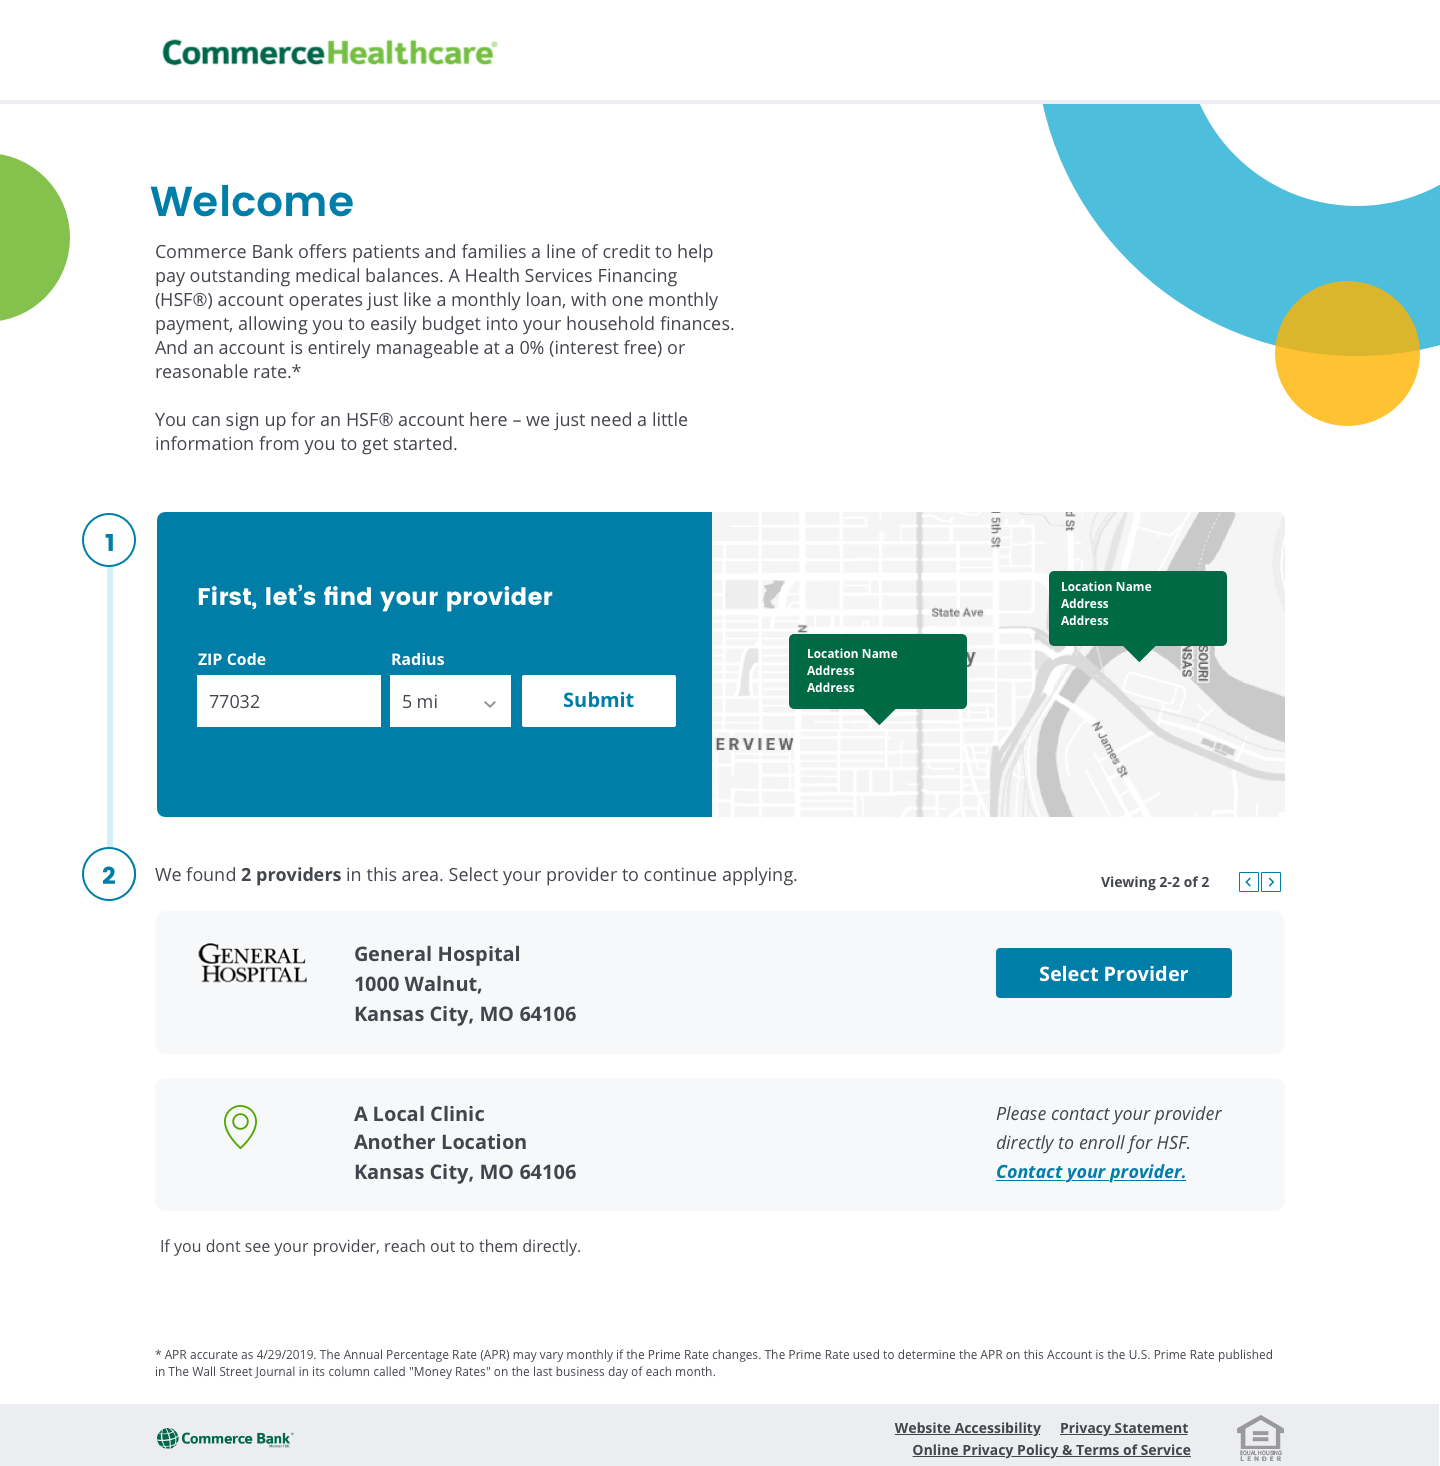 CommerceHealthcare®
Welcome
Commerce Bank offers patients and families a line of credit to help
pay outstanding medical balances. A Health Services Financing
(HSF®) account operates just like a monthly loan, with one monthly
payment, allowing you to easily budget into your household finances.
And an account is entirely manageable at a 0% (interest free) or
reasonable rate.*
You can sign up for an HSF® account here – we just need a little
information from you to get started.
1
First, let's find your provider
ZIP Code
Radius
77032
5 mi
Submit
5th St
d St
State Ave
N
y
ERVIEW
N James St
SOURI
NSAS
Location Name
Address
Address
Location Name
Address
Address
2
We found 2 providers in this area. Select your provider to continue applying.
Viewing 2-2 of 2
GENERAL
HOSPITAL
General Hospital
1000 Walnut,
Kansas City, MO 64106
Select Provider
A Local Clinic
Another Location
Kansas City, MO 64106
Please contact your provider
directly to enroll for HSF.
Contact your provider.
If you dont see your provider, reach out to them directly.
* APR accurate as 4/29/2019. The Annual Percentage Rate (APR) may vary monthly if the Prime Rate changes. The Prime Rate used to determine the APR on this Account is the U.S. Prime Rate published
in The Wall Street Journal in its column called "Money Rates" on the last business day of each month.
Commerce Bank
Member FDIC
Website Accessibility Privacy Statement
Online Privacy Policy & Terms of Service
EQUAL HOUSING
LENDER